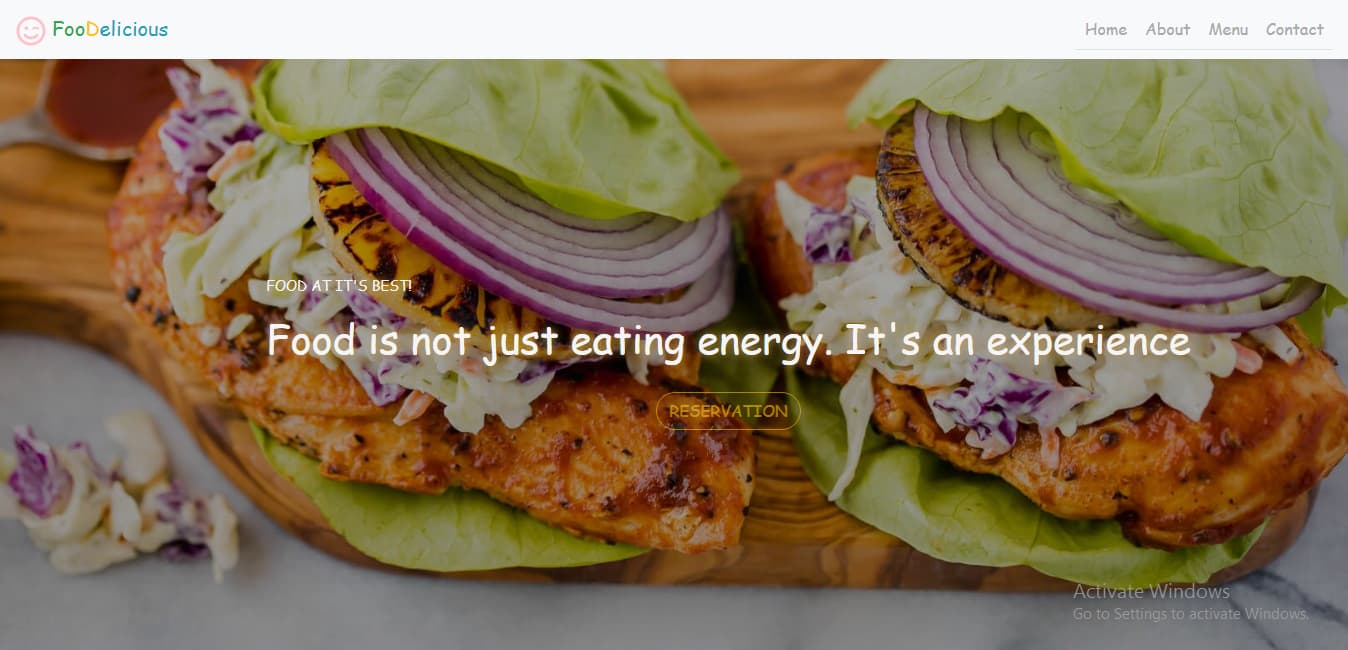 FooDelicious
Home About Menu Contact
FOOD AT IT'S BEST!
Food is not just eating energy. It's an experience
RESERVATION
Activate Windows
Go to Settings to activate Windows.